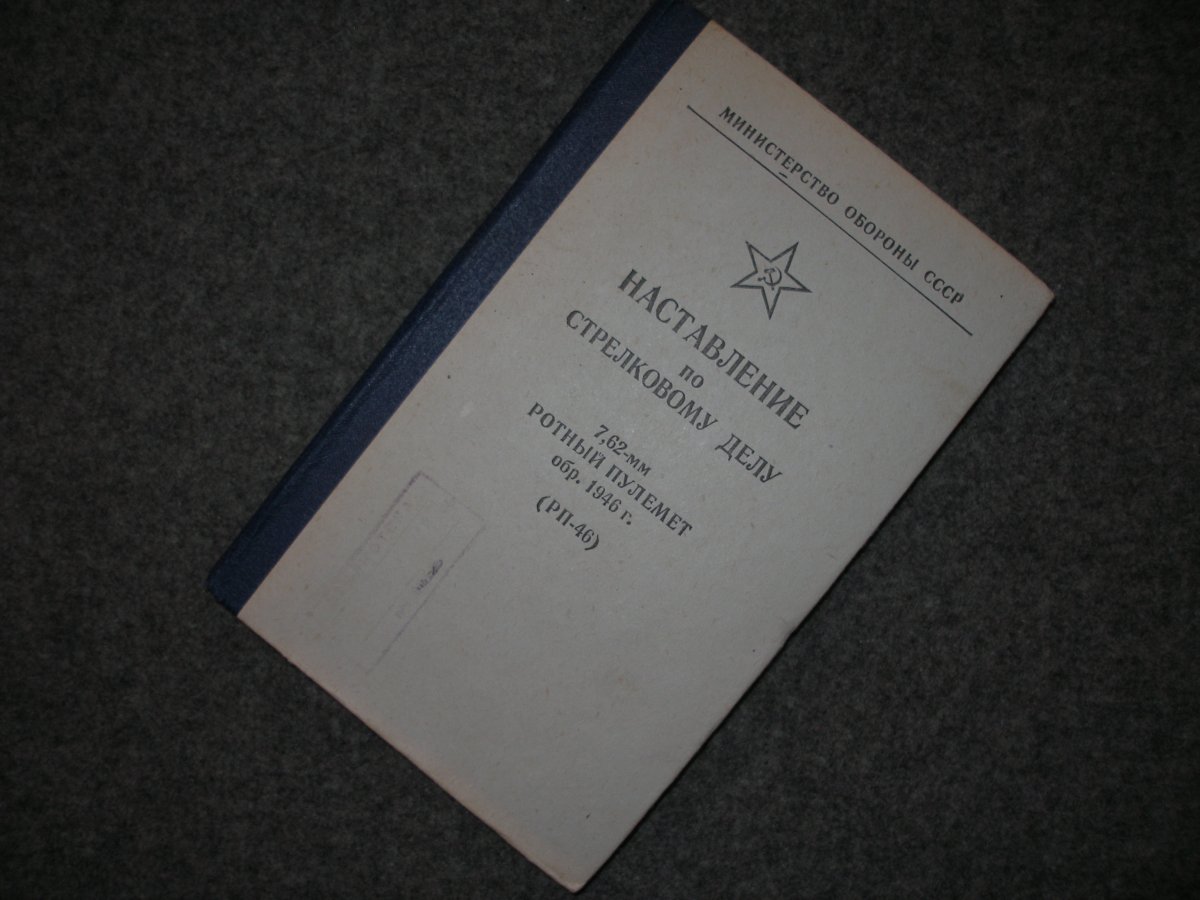 МИНИСТЕРСТВО ОБОРОНЫ СССР
НАСТАВЛЕНИЕ
ПО
СТРЕЛКОВОМУ ДЕЛУ
7,62-мм
РОТНЫЙ ПУЛЕМЕТ
обр. 1946 г.
(РП-46)